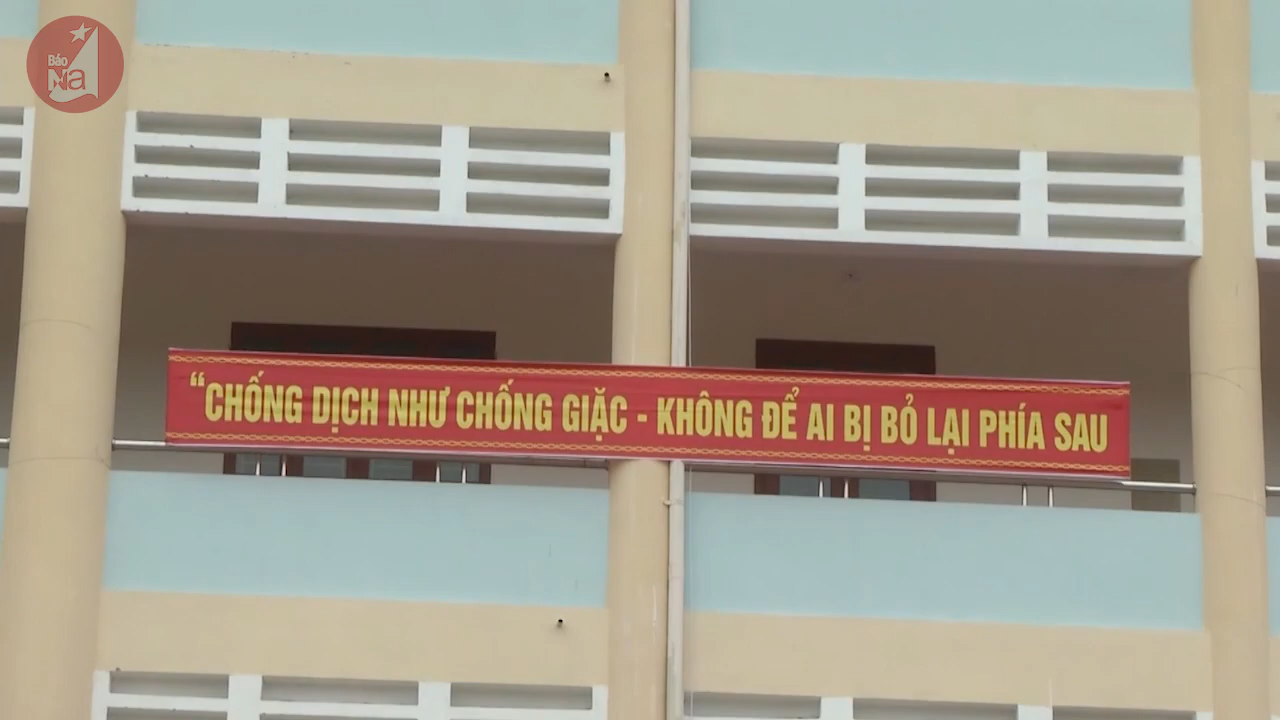 Báo
Na
“CHỐNG DỊCH NHƯ CHỐNG GIẶC - KHÔNG ĐỂ AI BỊ BỎ LẠI PHÍA SAU